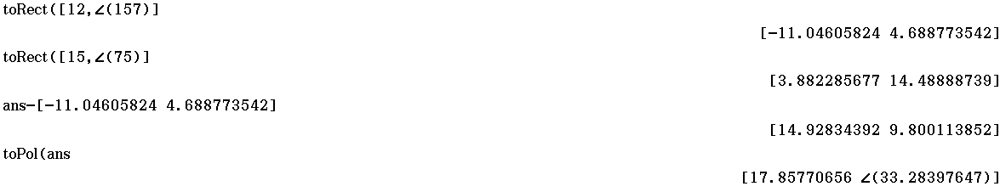 toRect([12,∠(157)]
[−11.04605824 4.688773542]
toRect([15,∠(75)]
[3.882285677 14.48888739]
ans−[−11.04605824 4.688773542]
[14.92834392 9.800113852]
toPol(ans
[17.85770656 ∠(33.28397647)]